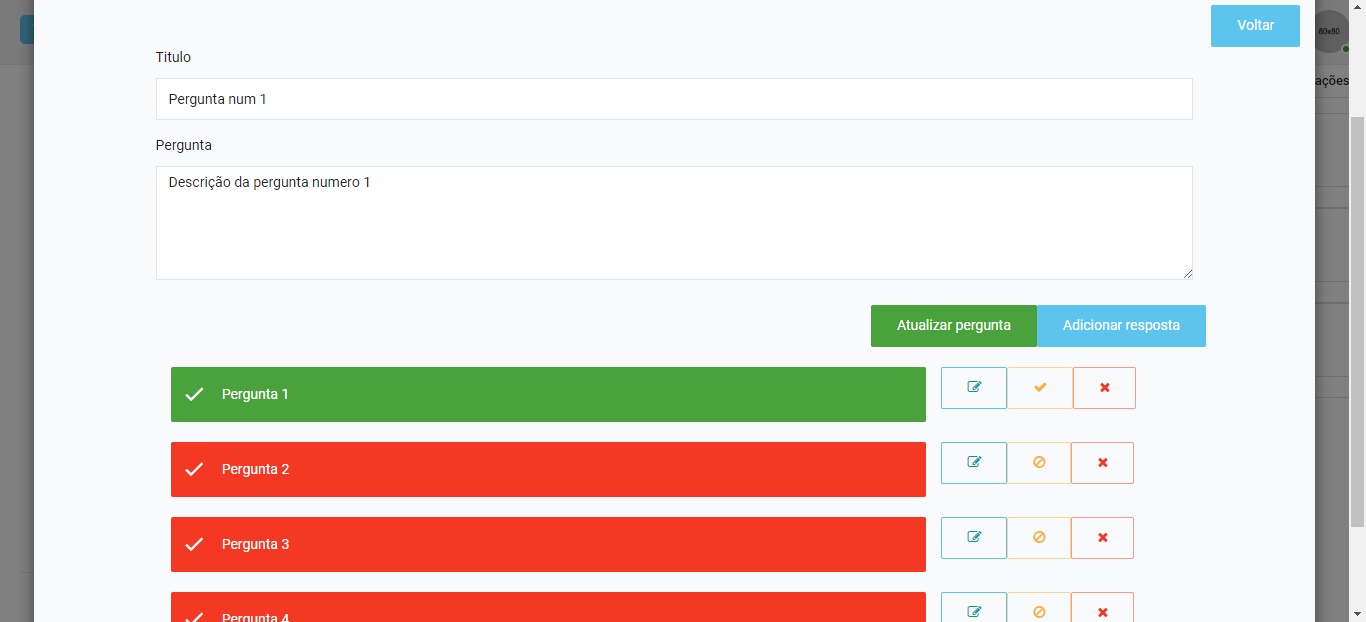 Voltar
80x80
Titulo
ações
Pergunta num 1
Pergunta
Descrição da pergunta numero 1
Atualizar pergunta
Adicionar resposta
Pergunta 1
Pergunta 2
Pergunta 3
Pergunta 4